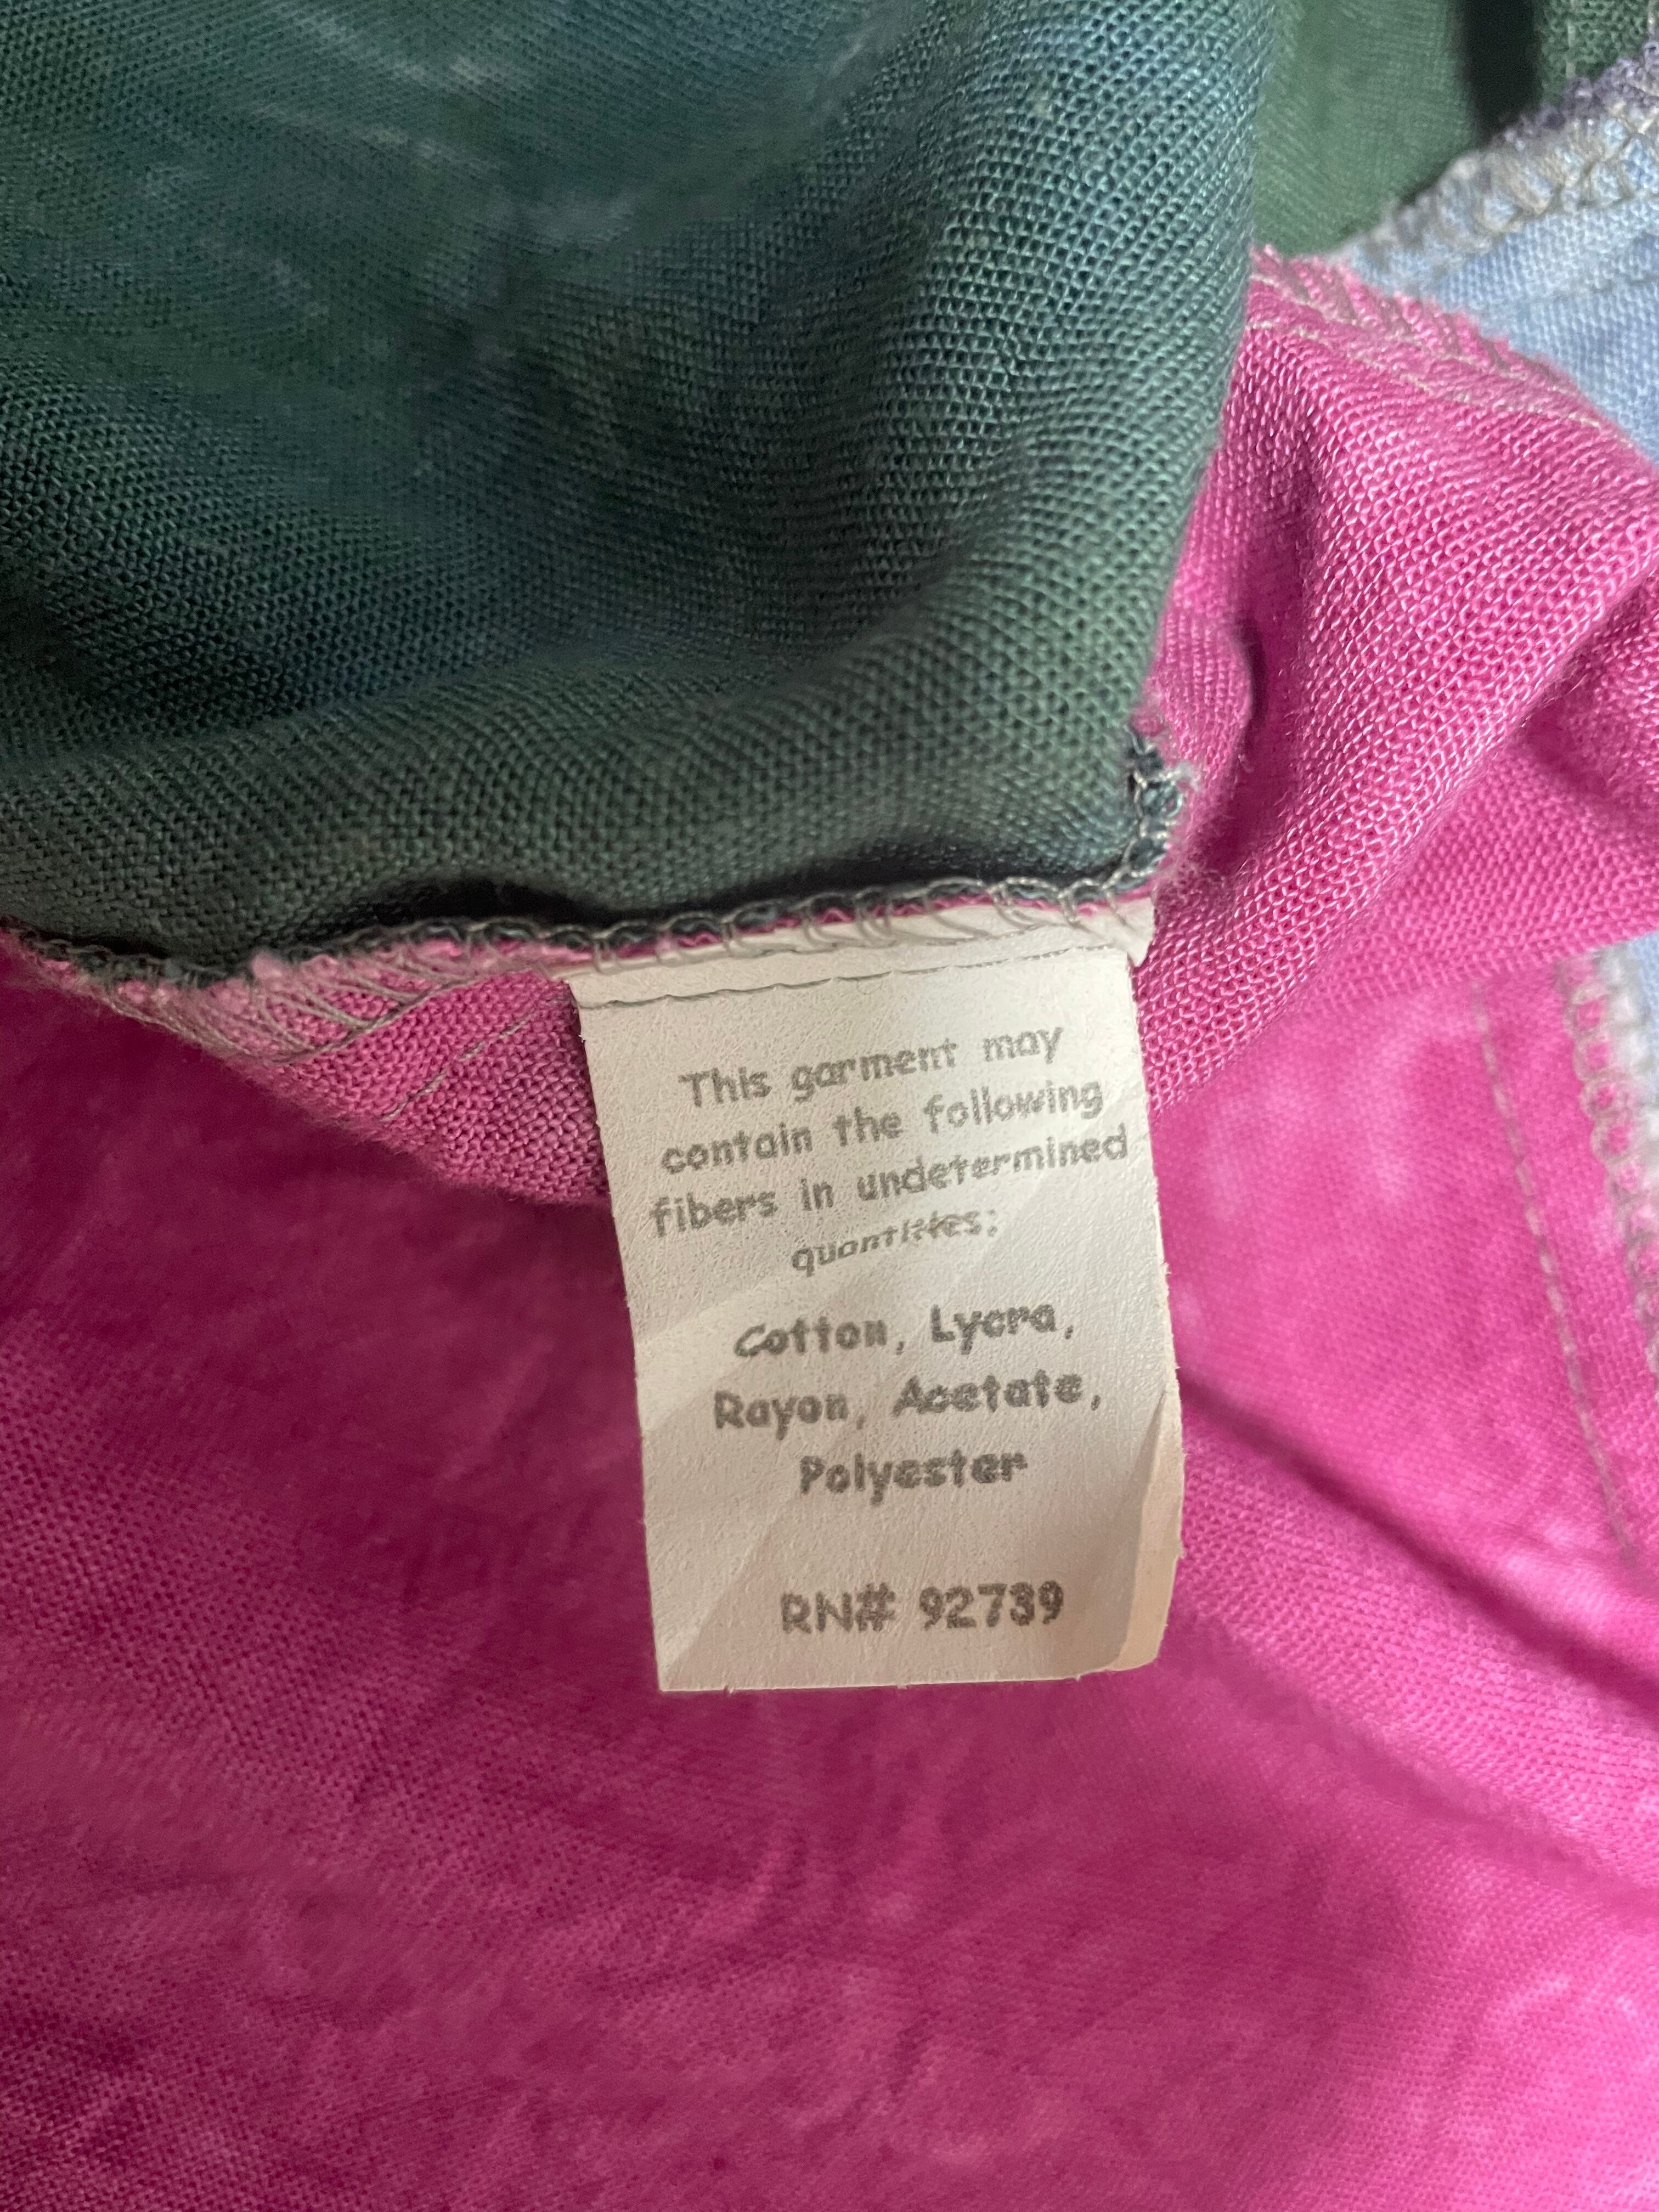 This garment may
contain the following
fibers in undetermined
quantities:
Cotton, Lycra,
Rayon, Acetate,
Polyester
RN# 92739